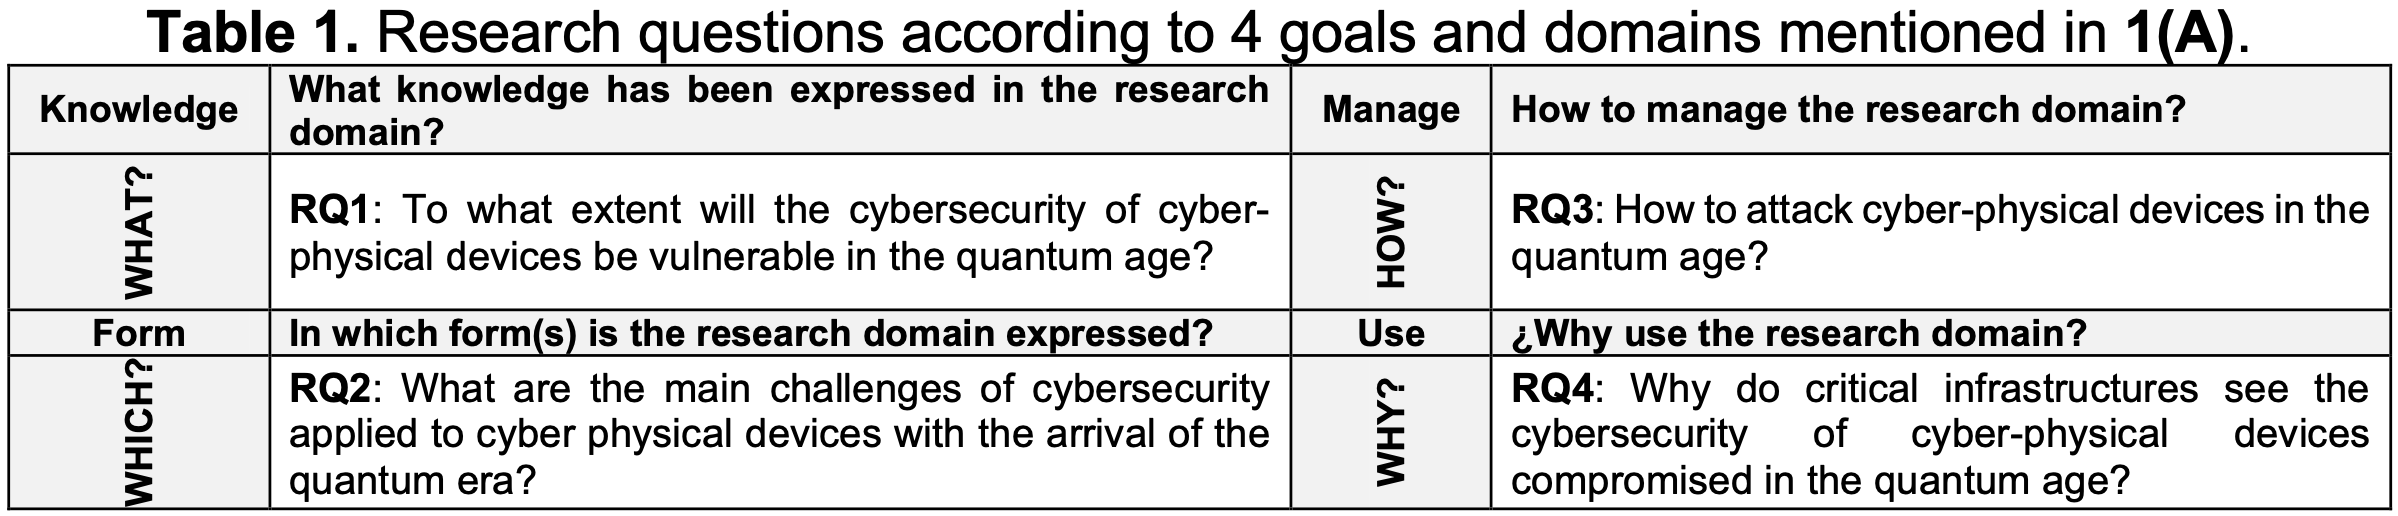 Table 1. Research questions according to 4 goals and domains mentioned in 1(A).
Knowledge
What knowledge has been expressed in the research
domain?
Manage
How to manage the research domain?
WHAT?
RQ1: To what extent will the cybersecurity of cyber-
physical devices be vulnerable in the quantum age?
HOW?
RQ3: How to attack cyber-physical devices in the
quantum age?
Form
In which form(s) is the research domain expressed?
Use
¿Why use the research domain?
WHICH?
RQ2: What are the main challenges of cybersecurity
applied to cyber physical devices with the arrival of the
quantum era?
WHY?
RQ4: Why do critical infrastructures see the
cybersecurity of cyber-physical devices
compromised in the quantum age?